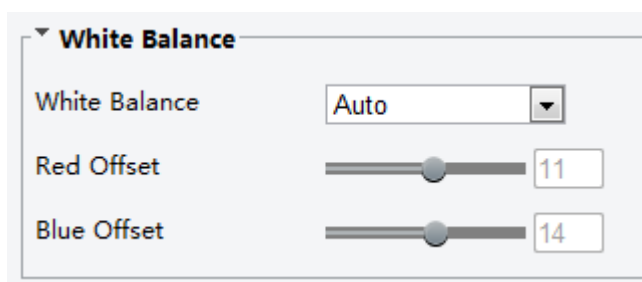 White Balance
White Balance Auto
Red Offset 11
Blue Offset 14